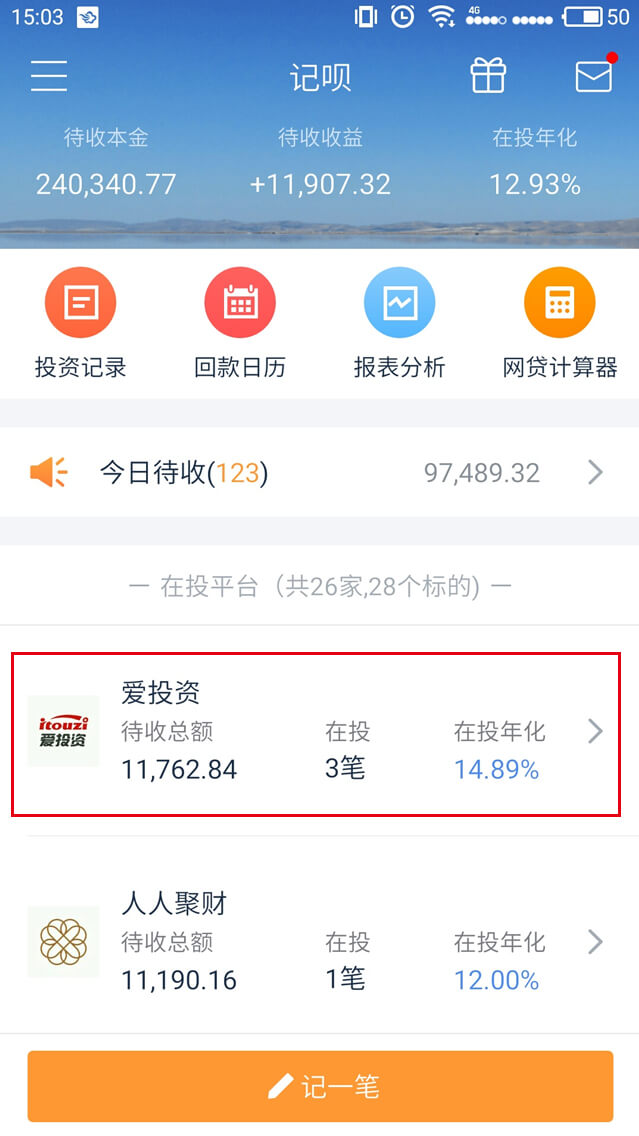 15:03 4G 50
记呗
待收本金 待收收益 在投年化
240,340.77 +11,907.32 12.93%
投资记录 回款日历 报表分析 网贷计算器
今日待收(123) 97,489.32
在投平台（共26家,28个标的)
爱投资
itouzi
爱投资
待收总额 在投 在投年化
11,762.84 3笔 14.89%
人人聚财
待收总额 在投 在投年化
11,190.16 1笔 12.00%
记一笔